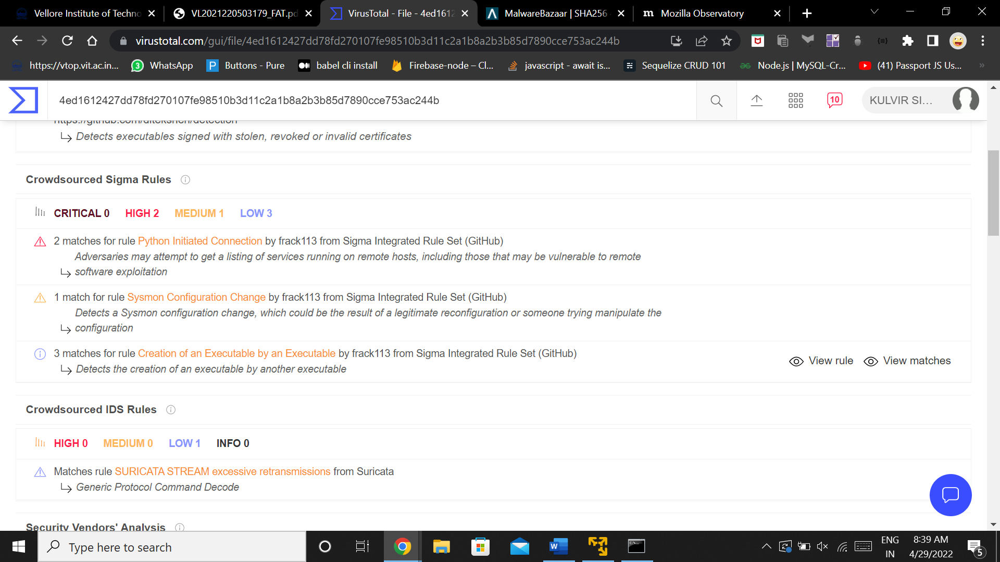 Vellore Institute of Techno
VL2021220503179_FAT.pd
VirusTotal - File - 4ed1612
MalwareBazaar | SHA256
Mozilla Observatory
virustotal.com/gui/file/4ed1612427dd78fd270107fe98510b3d11c2a1b8a2b3b85d7890cce753ac244b
https://vtop.vit.ac.in...
3 WhatsApp
P Buttons - Pure
babel cli install
Firebase-node – Cl...
javascript - await is...
Sequelize CRUD 101
Node.js | MySQL-Cr...
(41) Passport JS Us...
»
4ed1612427dd78fd270107fe98510b3d11c2a1b8a2b3b85d7890cce753ac244b
10
KULVIR SI...
https://github.com/ditekshen/detection
Detects executables signed with stolen, revoked or invalid certificates
Crowdsourced Sigma Rules
CRITICAL 0 HIGH 2 MEDIUM 1 LOW 3
2 matches for rule Python Initiated Connection by frack113 from Sigma Integrated Rule Set (GitHub)
Adversaries may attempt to get a listing of services running on remote hosts, including those that may be vulnerable to remote
software exploitation
1 match for rule Sysmon Configuration Change by frack113 from Sigma Integrated Rule Set (GitHub)
Detects a Sysmon configuration change, which could be the result of a legitimate reconfiguration or someone trying manipulate the
configuration
3 matches for rule Creation of an Executable by an Executable by frack113 from Sigma Integrated Rule Set (GitHub)
Detects the creation of an executable by another executable
View rule View matches
Crowdsourced IDS Rules
HIGH 0 MEDIUM 0 LOW 1 INFO 0
Matches rule SURICATA STREAM excessive retransmissions from Suricata
Generic Protocol Command Decode
Security Vendors' Analysis
Type here to search
ENG
IN
8:39 AM
4/29/2022
5